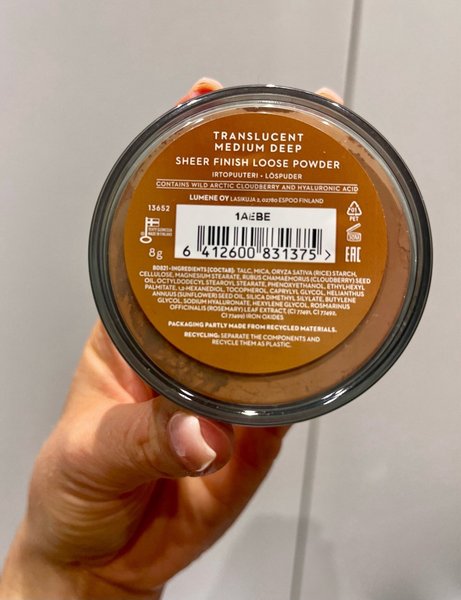 TRANSLUCENT
MEDIUM DEEP
SHEER FINISH LOOSE POWDER
IRTOPUUTERI • LÖSPUDER
CONTAINS WILD ARCTIC CLOUDBERRY AND HYALURONIC ACID
LUMENE OY LASIKUJA 2, 02780 ESPOO FINLAND
13652
1AEBE
01
PET
MADE IN FINLAND
8g
6 412600 831375 >
EAC
B0821-INGREDIENTS (СОСТАВ): TALC, MICA, ORYZA SATIVA (RICE) STARCH,
CELLULOSE, MAGNESIUM STEARATE, RUBUS CHAMAEMORUS (CLOUDBERRY) SEED
OIL, OCTYLDODECYL STEAROYL STEARATE, PHENOXYETHANOL, ETHYLHEXYL
PALMITATE, 1,2-HEXANEDIOL, TOCOPHEROL, CAPRYLYL GLYCOL, HELIANTHUS
ANNUUS (SUNFLOWER) SEED OIL, SILICA DIMETHYL SILYLATE, BUTYLENE
GLYCOL, SODIUM HYALURONATE, HEXYLENE GLYCOL, ROSMARINUS
OFFICINALIS (ROSEMARY) LEAF EXTRACT, (CI 77491, CI 77492,
CI 77499) IRON OXIDES
PACKAGING PARTLY MADE FROM RECYCLED MATERIALS.
RECYCLING: SEPARATE THE COMPONENTS AND
RECYCLE THEM AS PLASTIC.